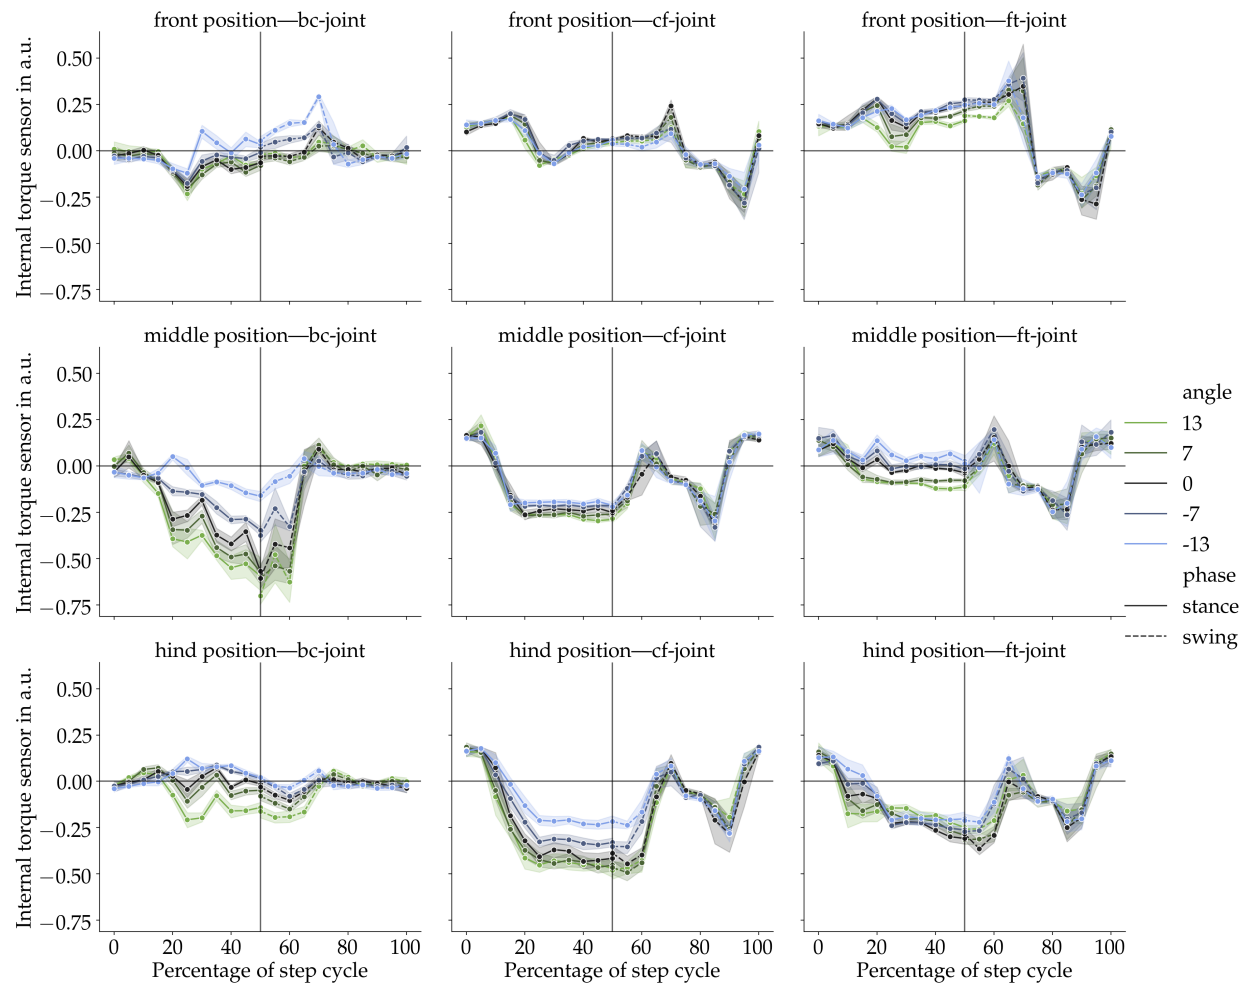 front position—bc-joint
front position—cf-joint
front position—ft-joint
Internal torque sensor in a.u.
0.50
0.25
0.00
−0.25
−0.50
−0.75
middle position—bc-joint
middle position—cf-joint
middle position—ft-joint
Internal torque sensor in a.u.
0.50
0.25
0.00
−0.25
−0.50
−0.75
angle
13
7
0
-7
-13
phase
stance
swing
hind position—bc-joint
hind position—cf-joint
hind position—ft-joint
Internal torque sensor in a.u.
0.50
0.25
0.00
−0.25
−0.50
−0.75
0 20 40 60 80 100
0 20 40 60 80 100
0 20 40 60 80 100
Percentage of step cycle
Percentage of step cycle
Percentage of step cycle